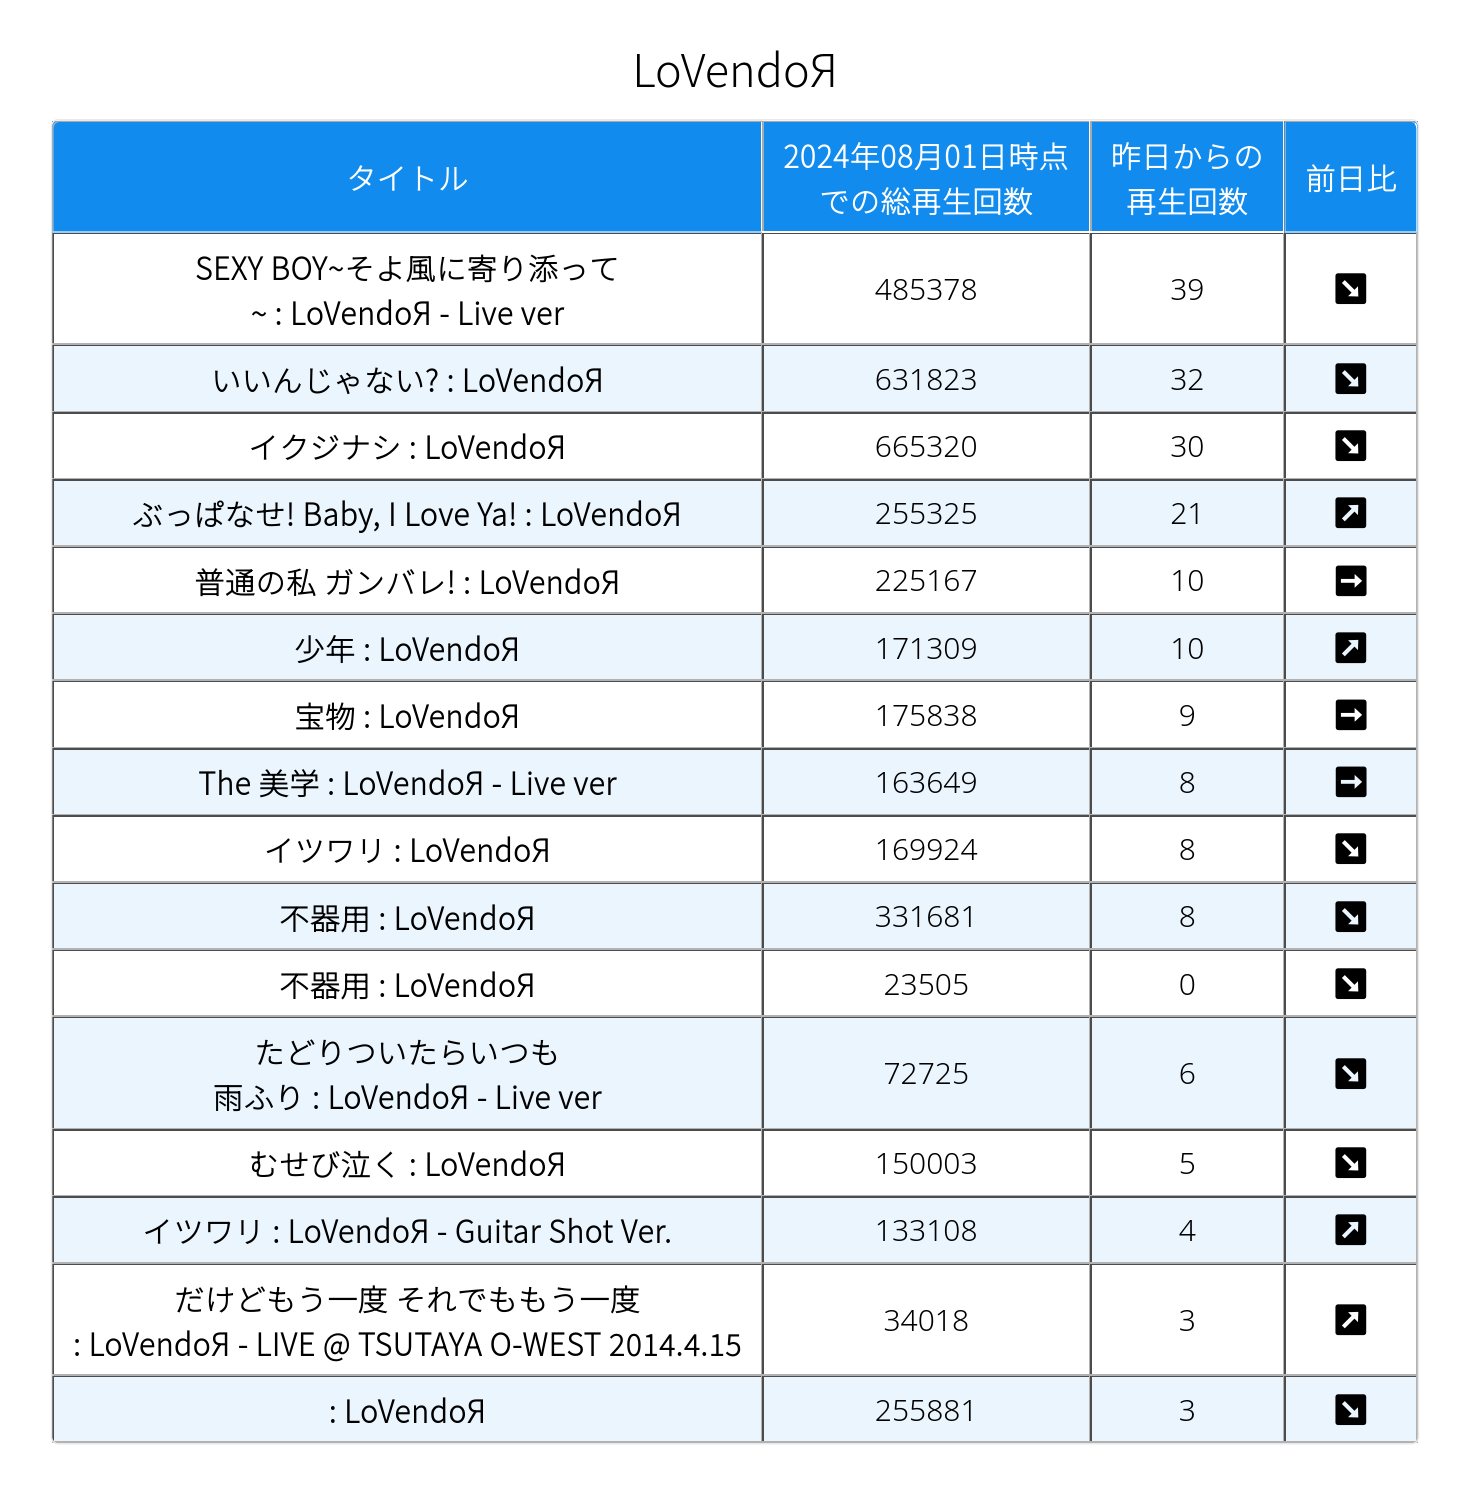 LoVendoЯ
タイトル
2024年08月01日時点
での総再生回数
昨日からの
再生回数
前日比
SEXY BOY~そよ風に寄り添って
~ : LoVendoЯ - Live ver
485378
39
↘
いいんじゃない? : LoVendoЯ
631823
32
↘
イクジナシ : LoVendoЯ
665320
30
↘
ぶっぱなせ! Baby, I Love Ya! : LoVendoЯ
255325
21
↗
普通の私 ガンバレ! : LoVendoЯ
225167
10
→
少年 : LoVendoЯ
171309
10
↗
宝物 : LoVendoЯ
175838
9
→
The 美学 : LoVendoЯ - Live ver
163649
8
→
イツワリ : LoVendoЯ
169924
8
↘
不器用 : LoVendoЯ
331681
8
↘
不器用 : LoVendoЯ
23505
0
↘
たどりついたらいつも
雨ふり : LoVendoЯ - Live ver
72725
6
↘
むせび泣く : LoVendoЯ
150003
5
↘
イツワリ : LoVendoЯ - Guitar Shot Ver.
133108
4
↗
だけどもう一度 それでももう一度
: LoVendoЯ - LIVE @ TSUTAYA O-WEST 2014.4.15
34018
3
↗
: LoVendoЯ
255881
3
↘